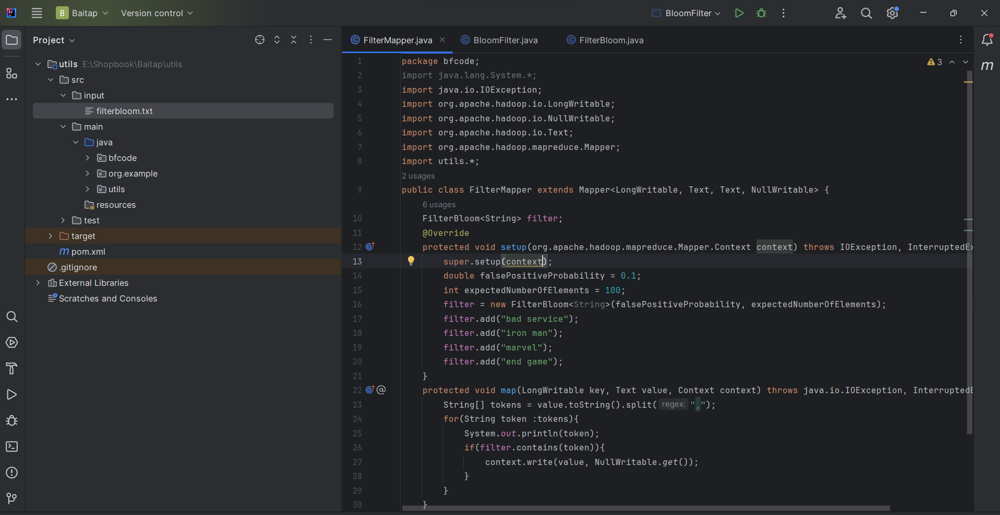 B Baitap Version control BloomFilter
Project
FilterMapper.java BloomFilter.java FilterBloom.java
utils E:\Shopbook\Baitap\utils
src
input
filterbloom.txt
main
java
bfcode
org.example
utils
resources
test
target
m pom.xml
.gitignore
External Libraries
Scratches and Consoles
3
m
1 package bfcode;
2 import java.lang.System.*;
3 import java.io.IOException;
4 import org.apache.hadoop.io.LongWritable;
5 import org.apache.hadoop.io.NullWritable;
6 import org.apache.hadoop.io.Text;
7 import org.apache.hadoop.mapreduce.Mapper;
8 import utils.*;
2 usages
9 public class FilterMapper extends Mapper<LongWritable, Text, Text, NullWritable> {
6 usages
10 FilterBloom<String> filter;
11 @Override
12 protected void setup(org.apache.hadoop.mapreduce.Mapper.Context context) throws IOException, InterruptedEx
13 super.setup(context);
14 double falsePositiveProbability = 0.1;
15 int expectedNumberOfElements = 100;
16 filter = new FilterBloom<String>(falsePositiveProbability, expectedNumberOfElements);
17 filter.add("bad service");
18 filter.add("iron man");
19 filter.add("marvel");
20 filter.add("end game");
21 }
22 @ protected void map(LongWritable key, Text value, Context context) throws java.io.IOException, InterruptedE
23 String[] tokens = value.toString().split( regex: ",");
24 for(String token :tokens){
25 System.out.println(token);
26 if(filter.contains(token)){
27 context.write(value, NullWritable.get());
28 }
29 }
30 }